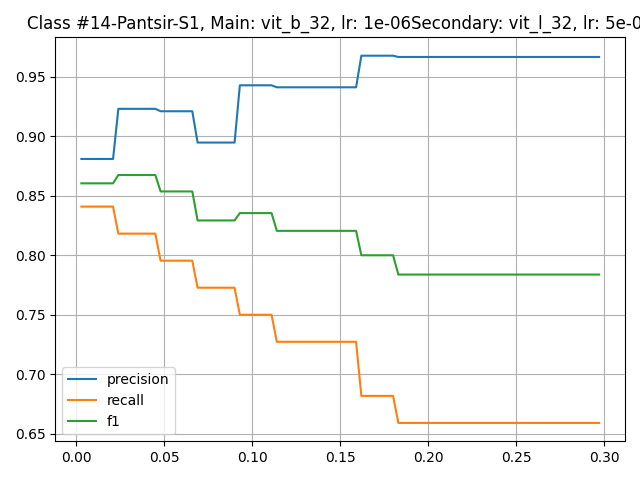 Class #14-Pantsir-S1, Main: vit_b_32, lr: 1e-06Secondary: vit_l_32, lr: 5e-0
0.95
0.90
0.85
0.80
0.75
0.70
0.65
precision
recall
f1
0.00 0.05 0.10 0.15 0.20 0.25 0.30